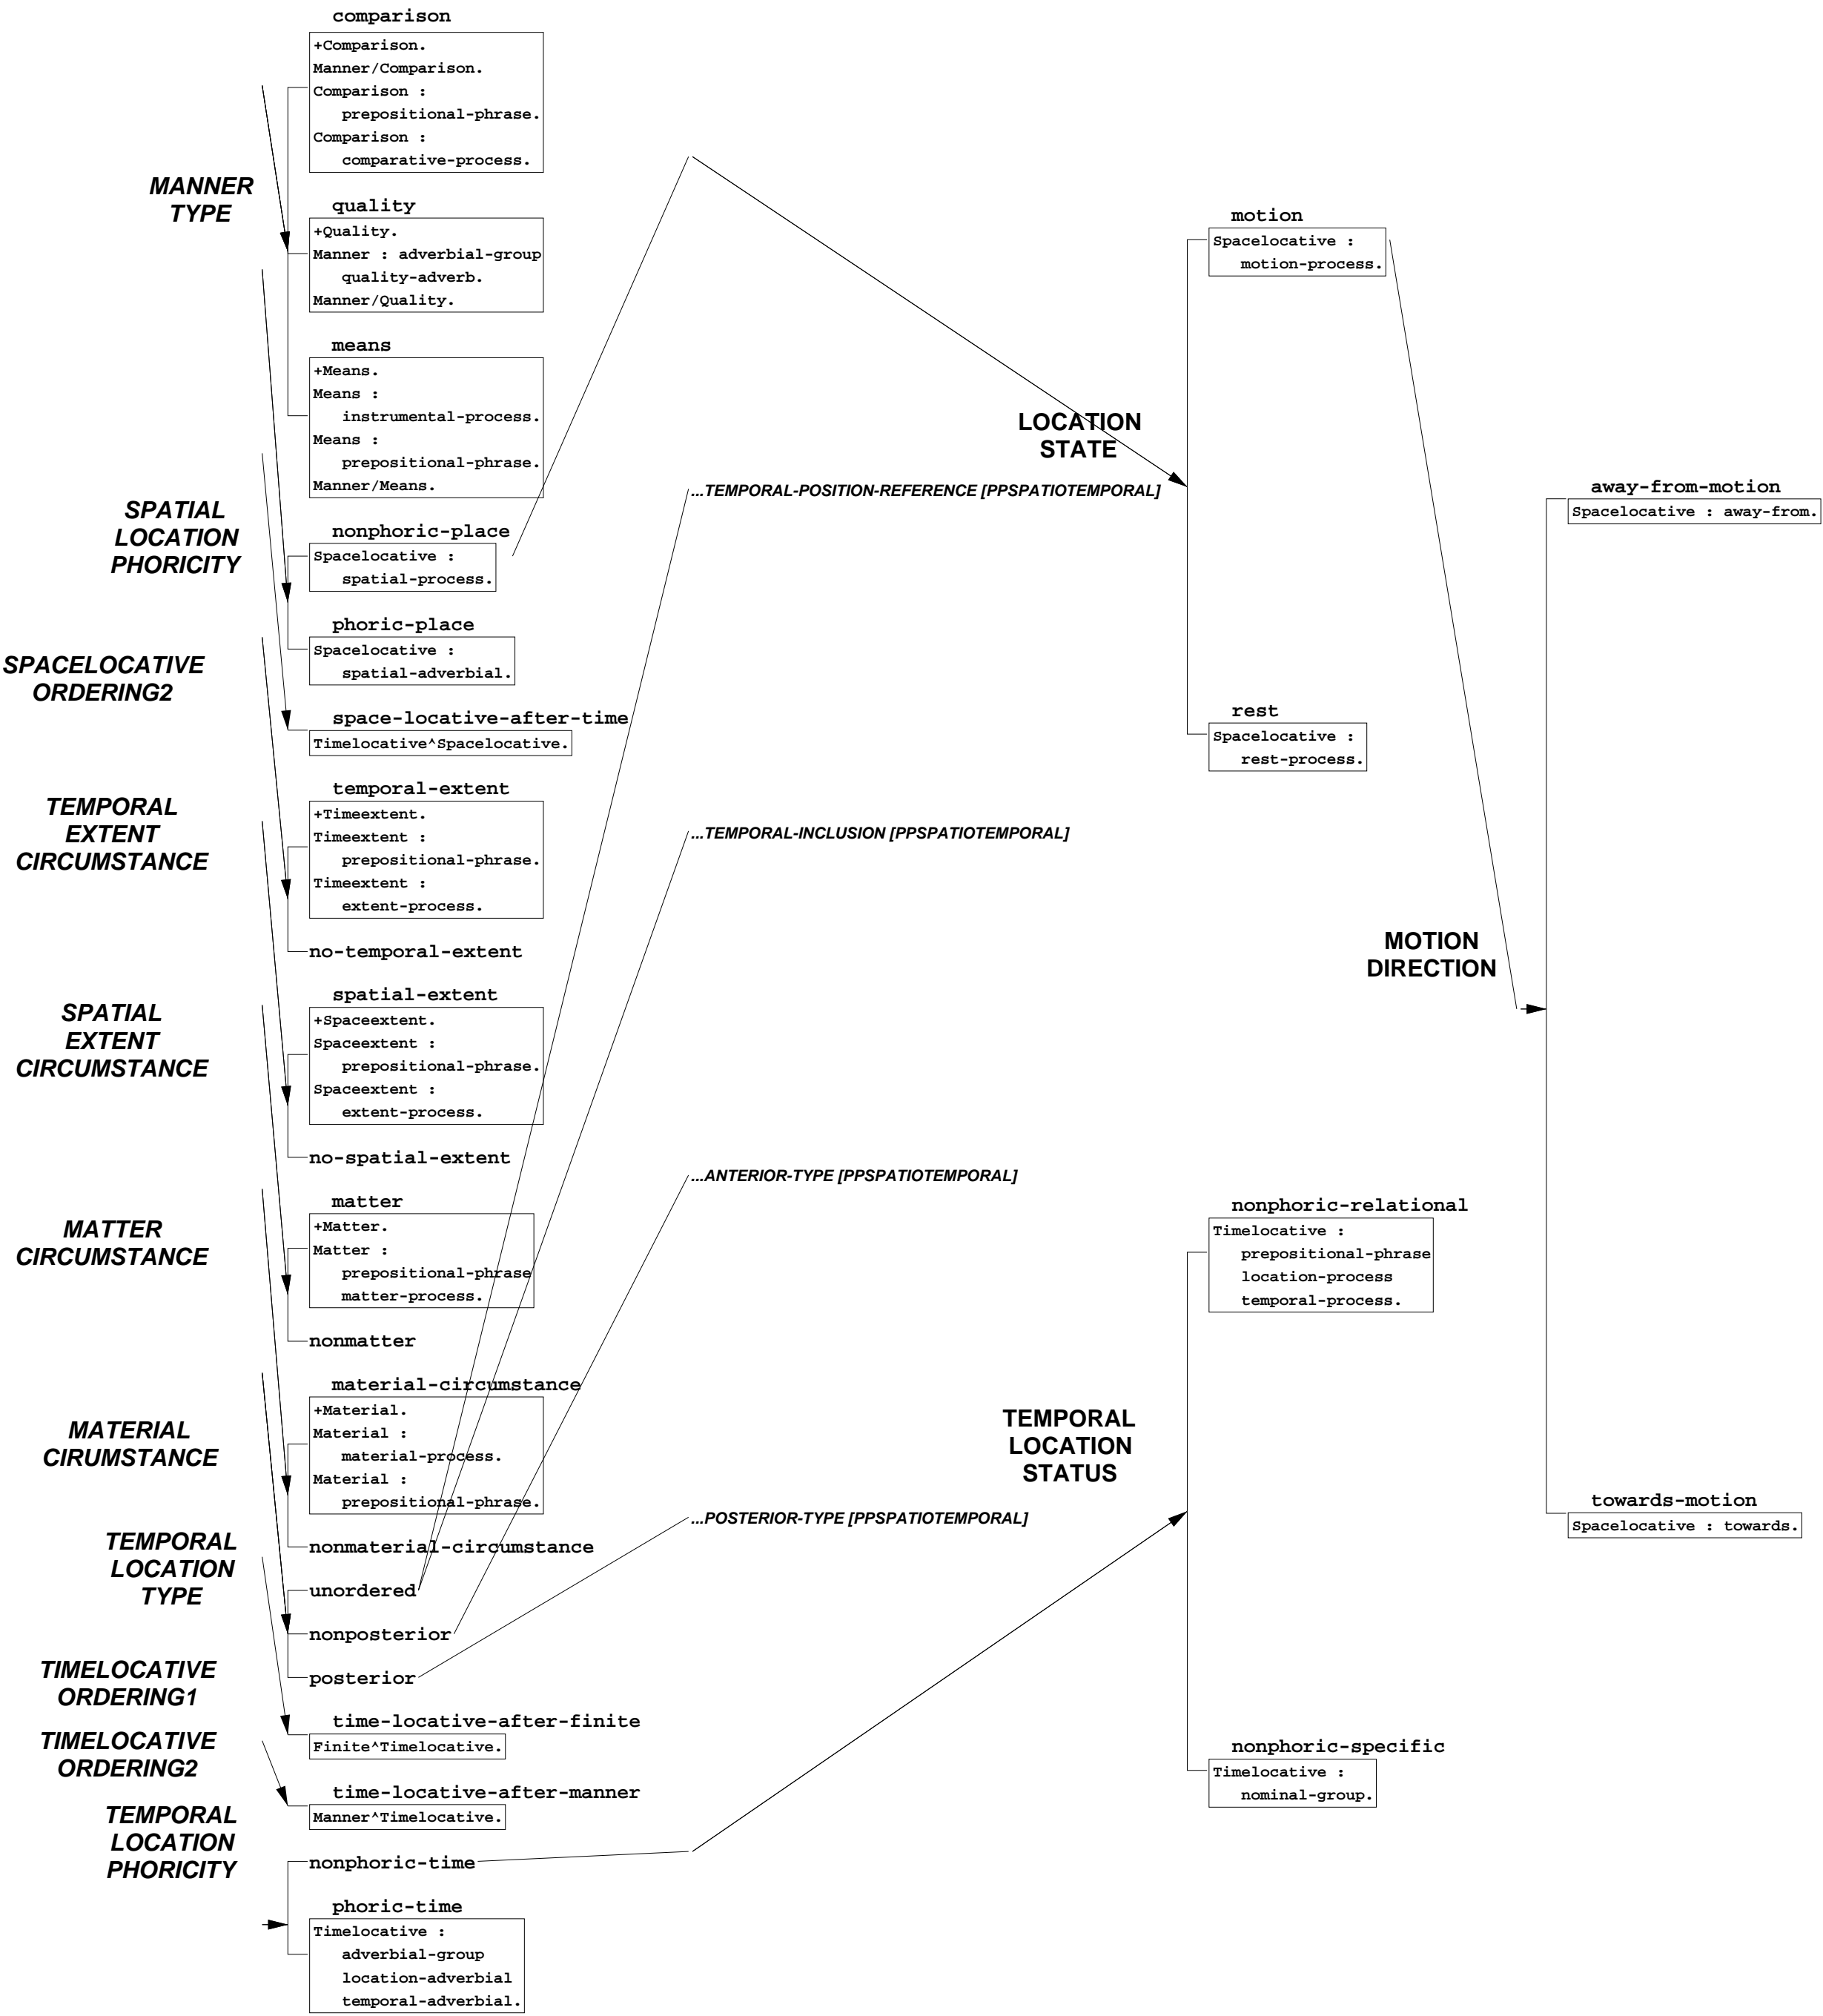 comparison
+Comparison.
Manner/Comparison.
Comparison :
prepositional-phrase.
Comparison :
comparative-process.
MANNER
TYPE
quality
+Quality.
Manner : adverbial-group
quality-adverb.
Manner/Quality.
means
+Means.
Means :
instrumental-process.
Means :
prepositional-phrase.
Manner/Means.
SPATIAL
LOCATION
PHORICITY
nonphoric-place
Spacelocative :
spatial-process.
phoric-place
Spacelocative :
spatial-adverbial.
SPACELOCATIVE
ORDERING2
space-locative-after-time
Timelocative^Spacelocative.
TEMPORAL
EXTENT
CIRCUMSTANCE
temporal-extent
+Timeextent.
Timeextent :
prepositional-phrase.
Timeextent :
extent-process.
no-temporal-extent
SPATIAL
EXTENT
CIRCUMSTANCE
spatial-extent
+Spaceextent.
Spaceextent :
prepositional-phrase.
Spaceextent :
extent-process.
no-spatial-extent
MATTER
CIRCUMSTANCE
matter
+Matter.
Matter :
prepositional-phrase
matter-process.
nonmatter
MATERIAL
CIRUMSTANCE
material-circumstance
+Material.
Material :
material-process.
Material :
prepositional-phrase.
nonmaterial-circumstance
TEMPORAL
LOCATION
TYPE
unordered
nonposterior
posterior
TIMELOCATIVE
ORDERING1
time-locative-after-finite
Finite^Timelocative.
TIMELOCATIVE
ORDERING2
time-locative-after-manner
Manner^Timelocative.
TEMPORAL
LOCATION
PHORICITY
nonphoric-time
phoric-time
Timelocative :
adverbial-group
location-adverbial
temporal-adverbial.
...TEMPORAL-POSITION-REFERENCE [PPSPATIOTEMPORAL]
...TEMPORAL-INCLUSION [PPSPATIOTEMPORAL]
...ANTERIOR-TYPE [PPSPATIOTEMPORAL]
...POSTERIOR-TYPE [PPSPATIOTEMPORAL]
LOCATION
STATE
motion
Spacelocative :
motion-process.
rest
Spacelocative :
rest-process.
TEMPORAL
LOCATION
STATUS
nonphoric-relational
Timelocative :
prepositional-phrase
location-process
temporal-process.
nonphoric-specific
Timelocative :
nominal-group.
MOTION
DIRECTION
away-from-motion
Spacelocative : away-from.
towards-motion
Spacelocative : towards.